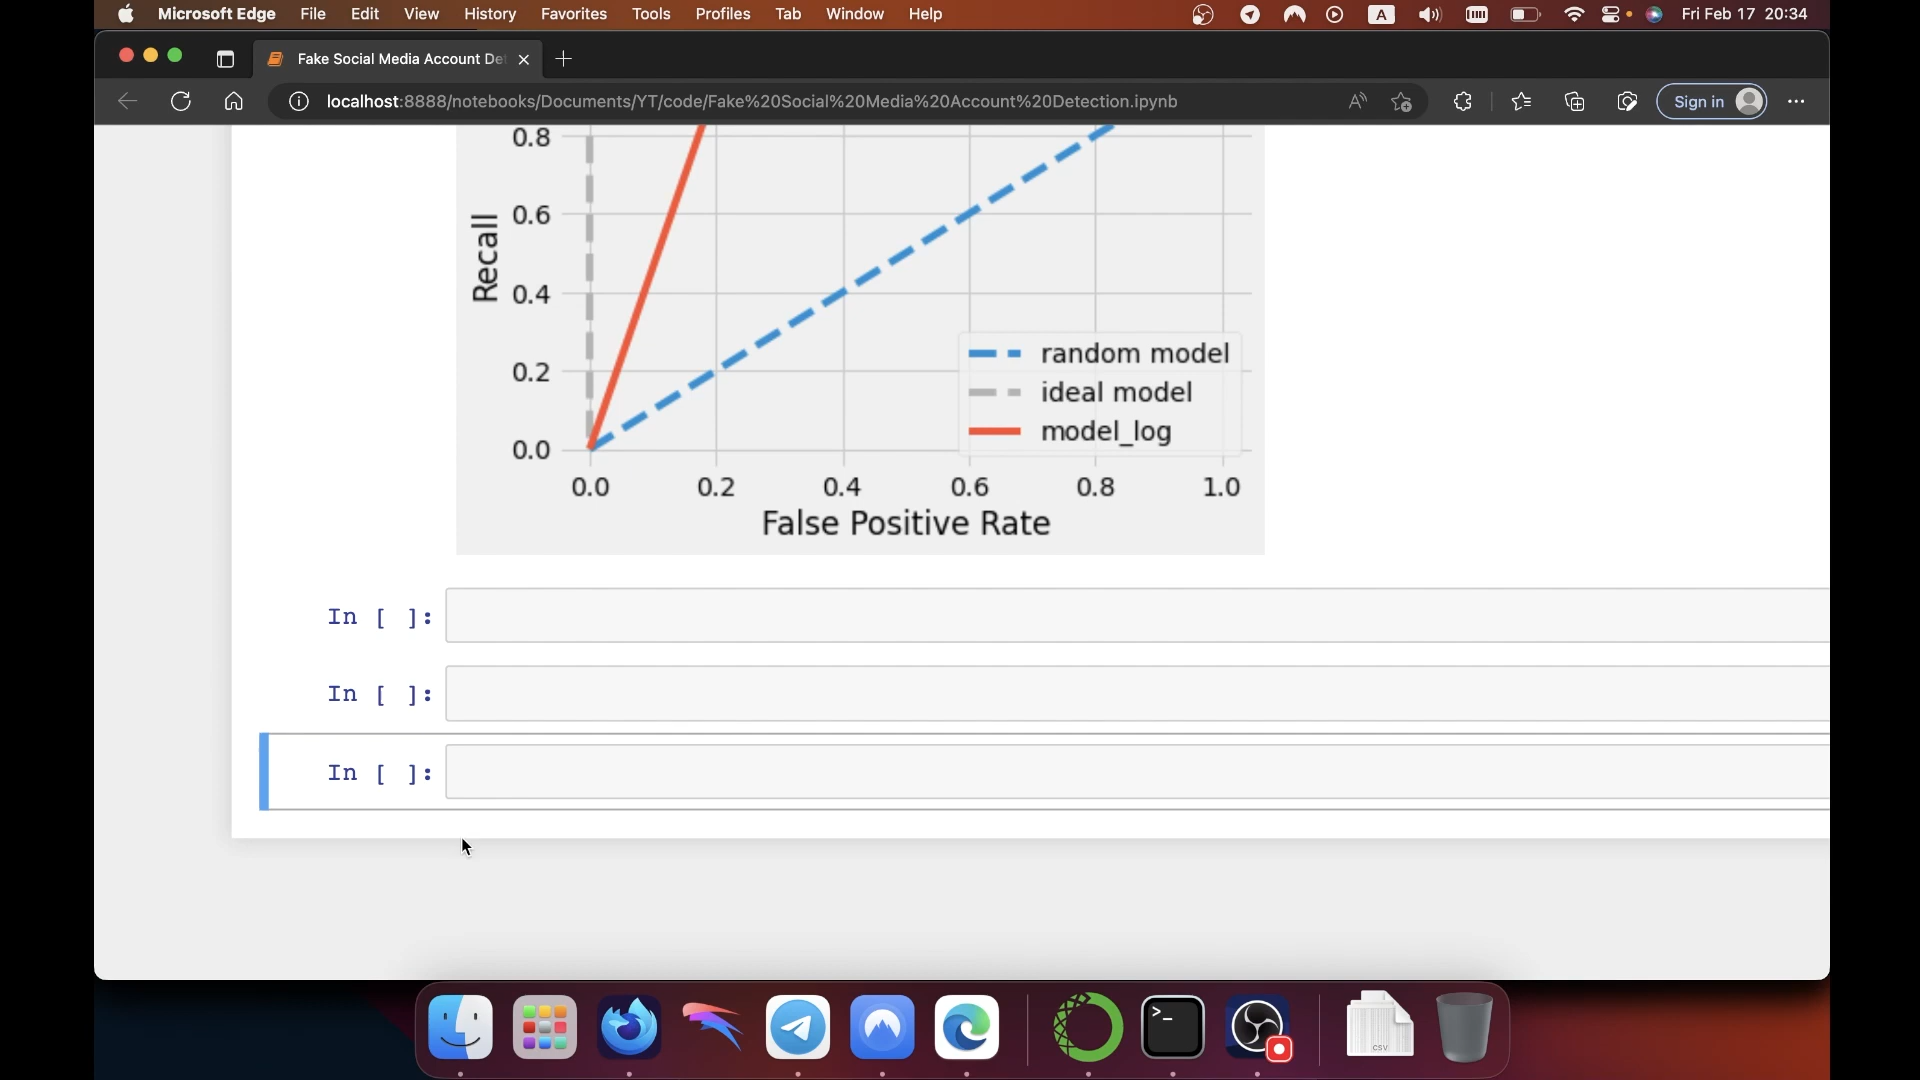 Microsoft Edge File Edit View History Favorites Tools Profiles Tab Window Help A Fri Feb 17 20:34
Fake Social Media Account De
localhost:8888/notebooks/Documents/YT/code/Fake%20Social%20Media%20Account%20Detection.ipynb Sign in
0.8
0.6
0.4
0.2
0.0
Recall
random model
ideal model
model_log
0.0 0.2 0.4 0.6 0.8 1.0
False Positive Rate
In [ ]:
In [ ]:
In [ ]:
>_
CSV